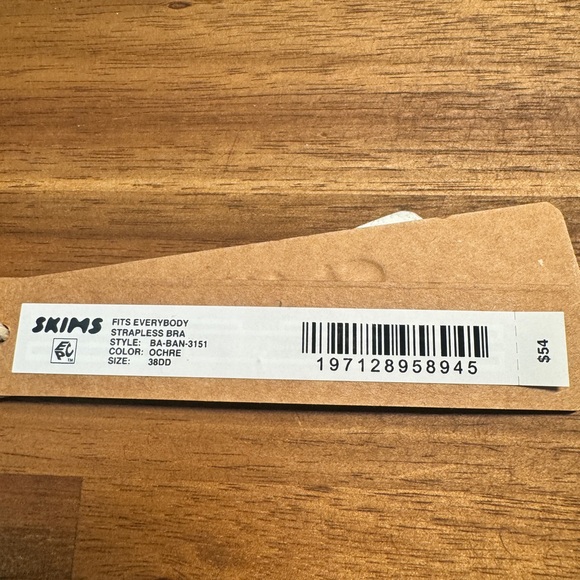 SKIMS
FITS EVERYBODY
STRAPLESS BRA
STYLE: BA-BAN-3151
COLOR: OCHRE
SIZE: 38DD
197128958945
$54